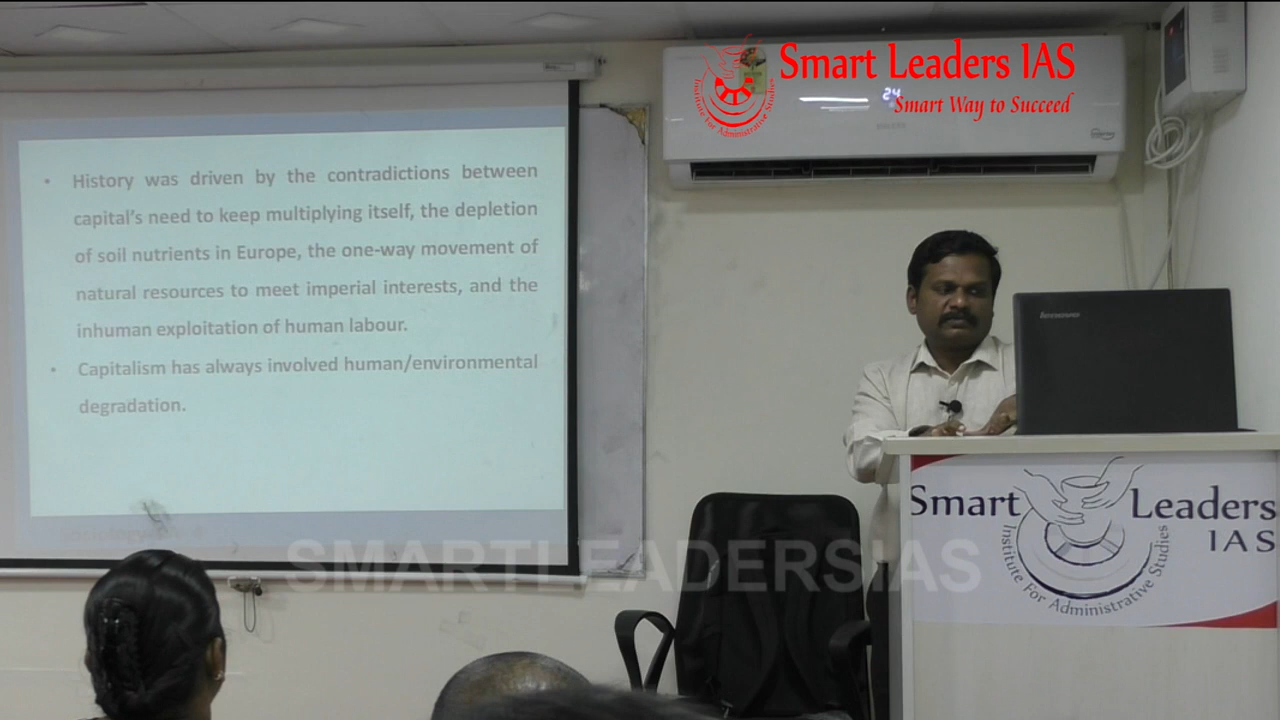 Smart Leaders IAS
Smart Way to Succeed
Institute For Administrative Studies
24
• History was driven by the contradictions between
capital's need to keep multiplying itself, the depletion
of soil nutrients in Europe, the one-way movement of
natural resources to meet imperial interests, and the
inhuman exploitation of human labour.
• Capitalism has always involved human/environmental
degradation.
lenovo
Smart Leaders
IAS
Institute For Administrative Studies
SMARTLEADERSIAS